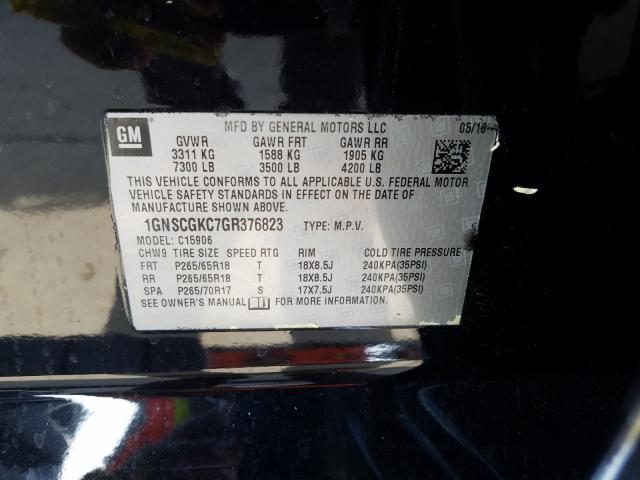 GM
MFD BY GENERAL MOTORS LLC 05/16
GVWR GAWR FRT GAWR RR
3311 KG 1588 KG 1905 KG
7300 LB 3500 LB 4200 LB
THIS VEHICLE CONFORMS TO ALL APPLICABLE U.S. FEDERAL MOTOR
VEHICLE SAFETY STANDARDS IN EFFECT ON THE DATE OF
MANUFACTURE SHOWN ABOVE.
1GNSCGKC7GR376823 TYPE: M.P.V.
MODEL: C15906
CHW9 TIRE SIZE SPEED RTG RIM COLD TIRE PRESSURE
FRT P265/65R18 T 18X8.5J 240KPA(35PSI)
RR P265/65R18 T 18X8.5J 240KPA(35PSI)
SPA P265/70R17 S 17X7.5J 240KPA(35PSI)
SEE OWNER'S MANUAL FOR MORE INFORMATION.